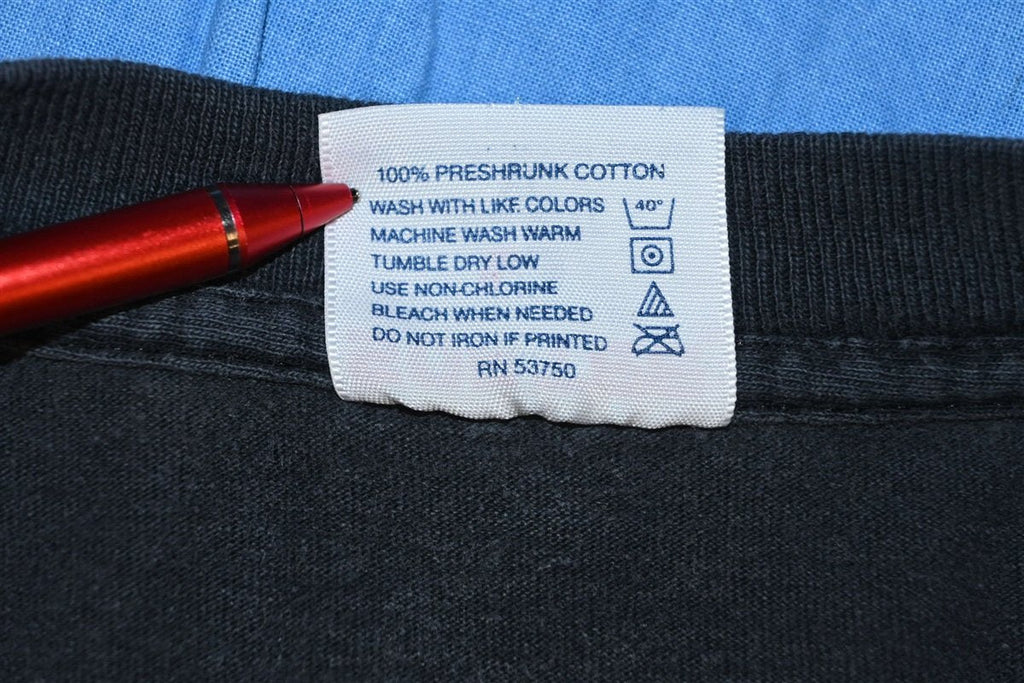 100% PRESHRUNK COTTON
WASH WITH LIKE COLORS
40°
MACHINE WASH WARM
TUMBLE DRY LOW
USE NON-CHLORINE
BLEACH WHEN NEEDED
DO NOT IRON IF PRINTED
RN 53750